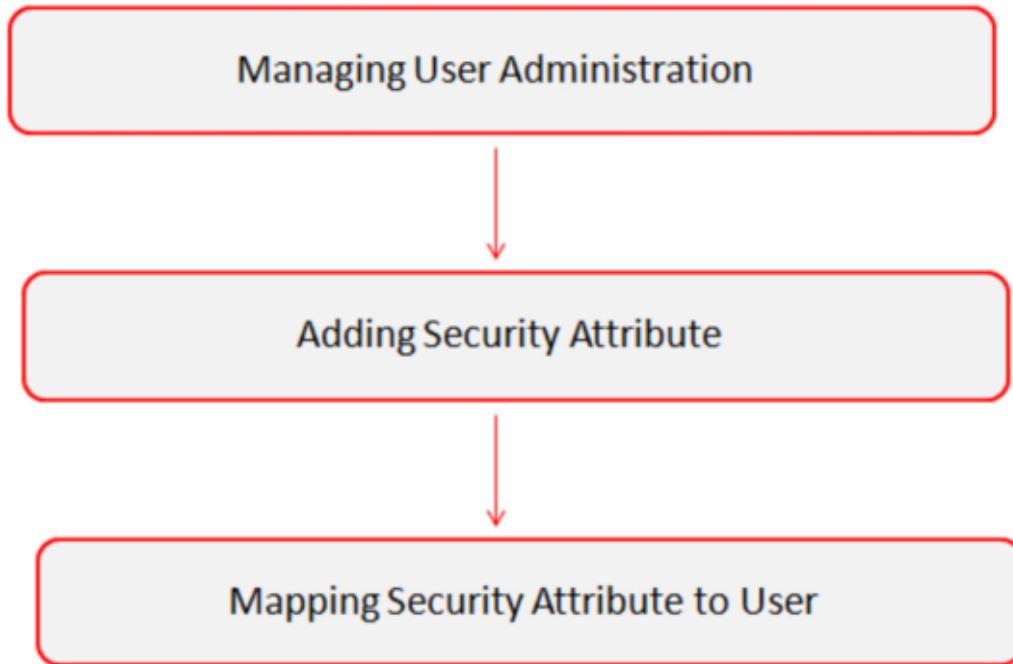 Managing User Administration
Adding Security Attribute
Mapping Security Attribute to User